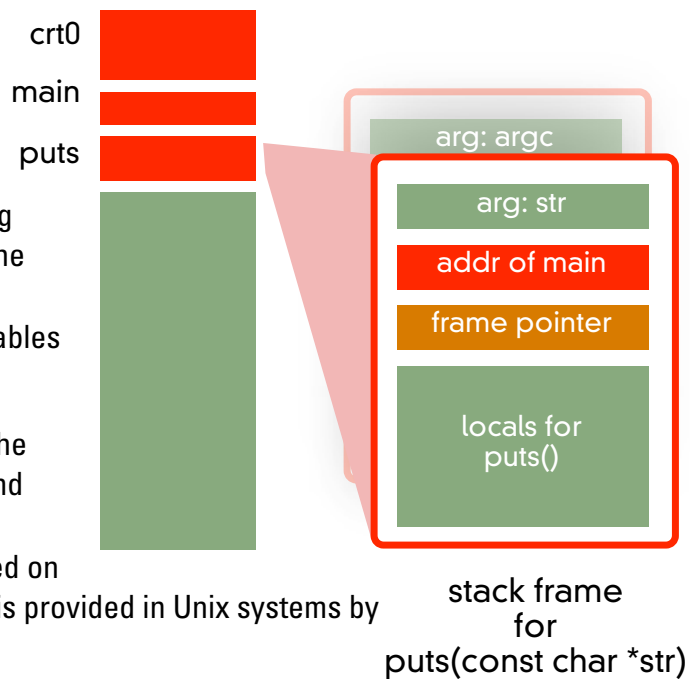 crt0
main
puts
g
ne
ables
he
nd
ed on
is provided in Unix systems by
arg: argc
arg: str
addr of main
frame pointer
locals for
puts()
stack frame
for
puts(const char *str)